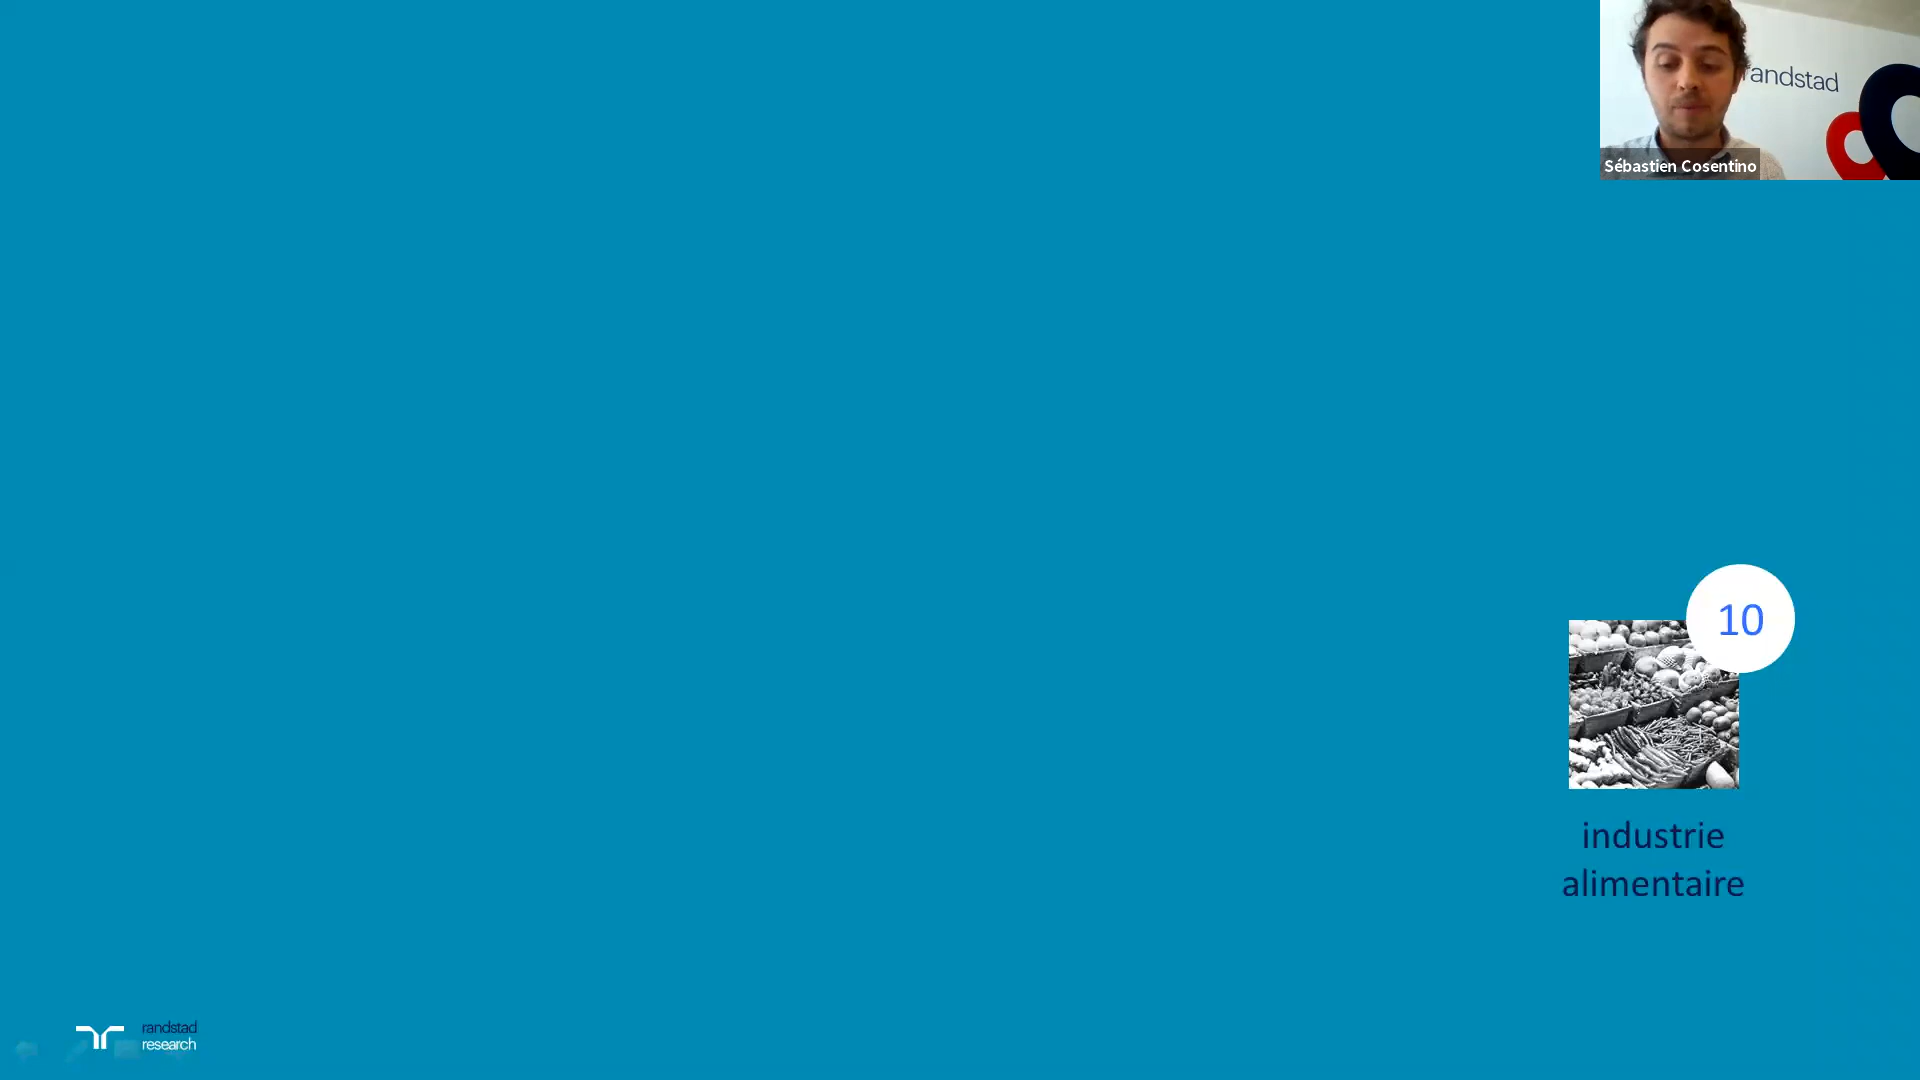 randstad
Sébastien Cosentino
10
industrie
alimentaire
randstad
research